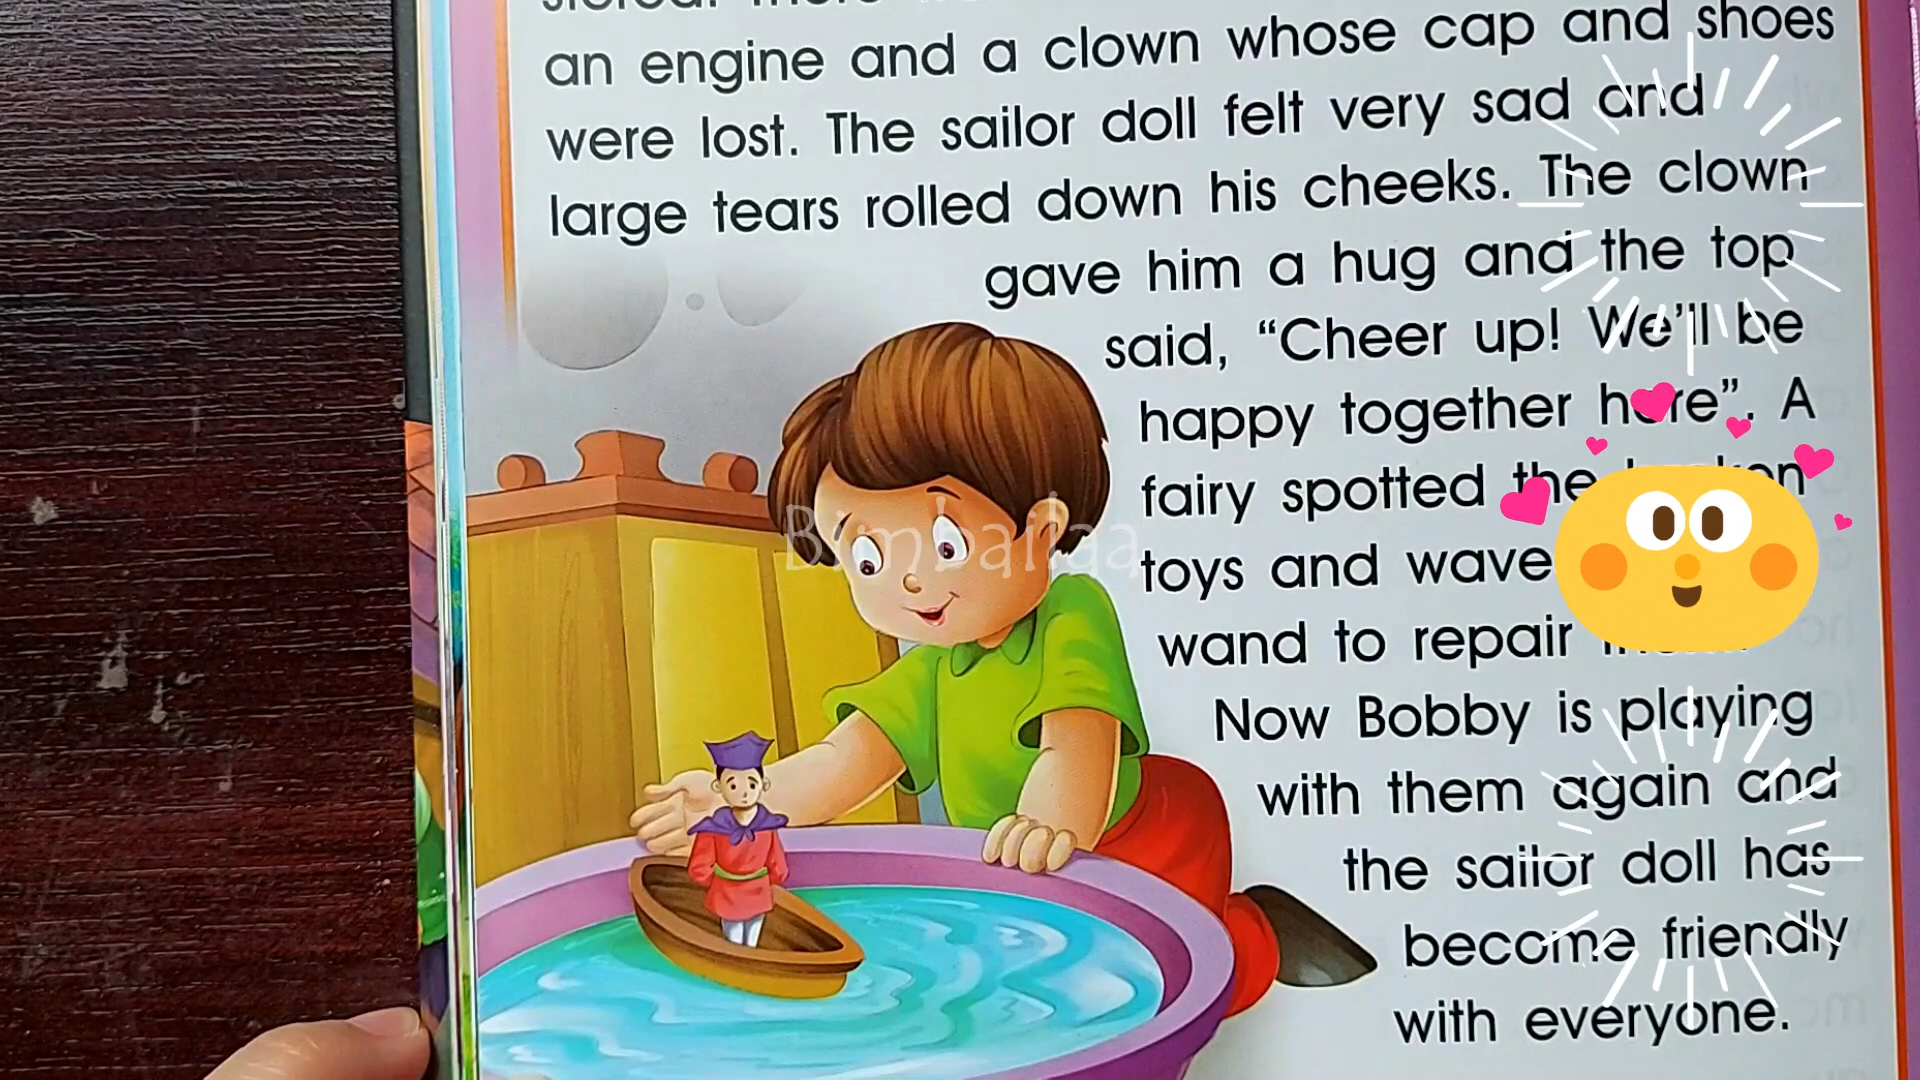 an engine and a clown whose cap and shoes
were lost. The sailor doll felt very sad and
large tears rolled down his cheeks. The clown
gave him a hug and the top
said, “Cheer up! We’ll be
happy together here”. A
fairy spotted the
toys and wave
wand to repair
Now Bobby is playing
with them again and
the sailor doll has
become friendly
with everyone.
Bimbailaa